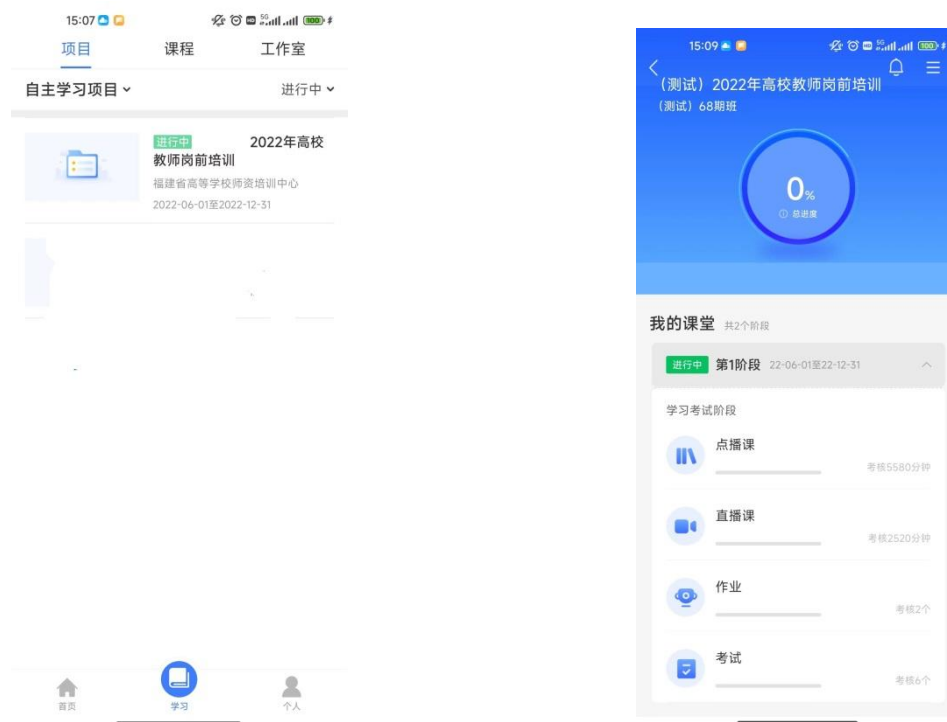 15:07
5G
100
项目 课程 工作室
自主学习项目 进行中
进行中 2022年高校
教师岗前培训
福建省高等学校师资培训中心
2022-06-01至2022-12-31
首页 学习 个人
15:09
5G
100
(测试) 2022年高校教师岗前培训
(测试) 68期班
0%
总进度
我的课堂 共2个阶段
进行中 第1阶段 22-06-01至22-12-31
学习考试阶段
点播课
考核5580分钟
直播课
考核2520分钟
作业
考核2个
考试
考核6个